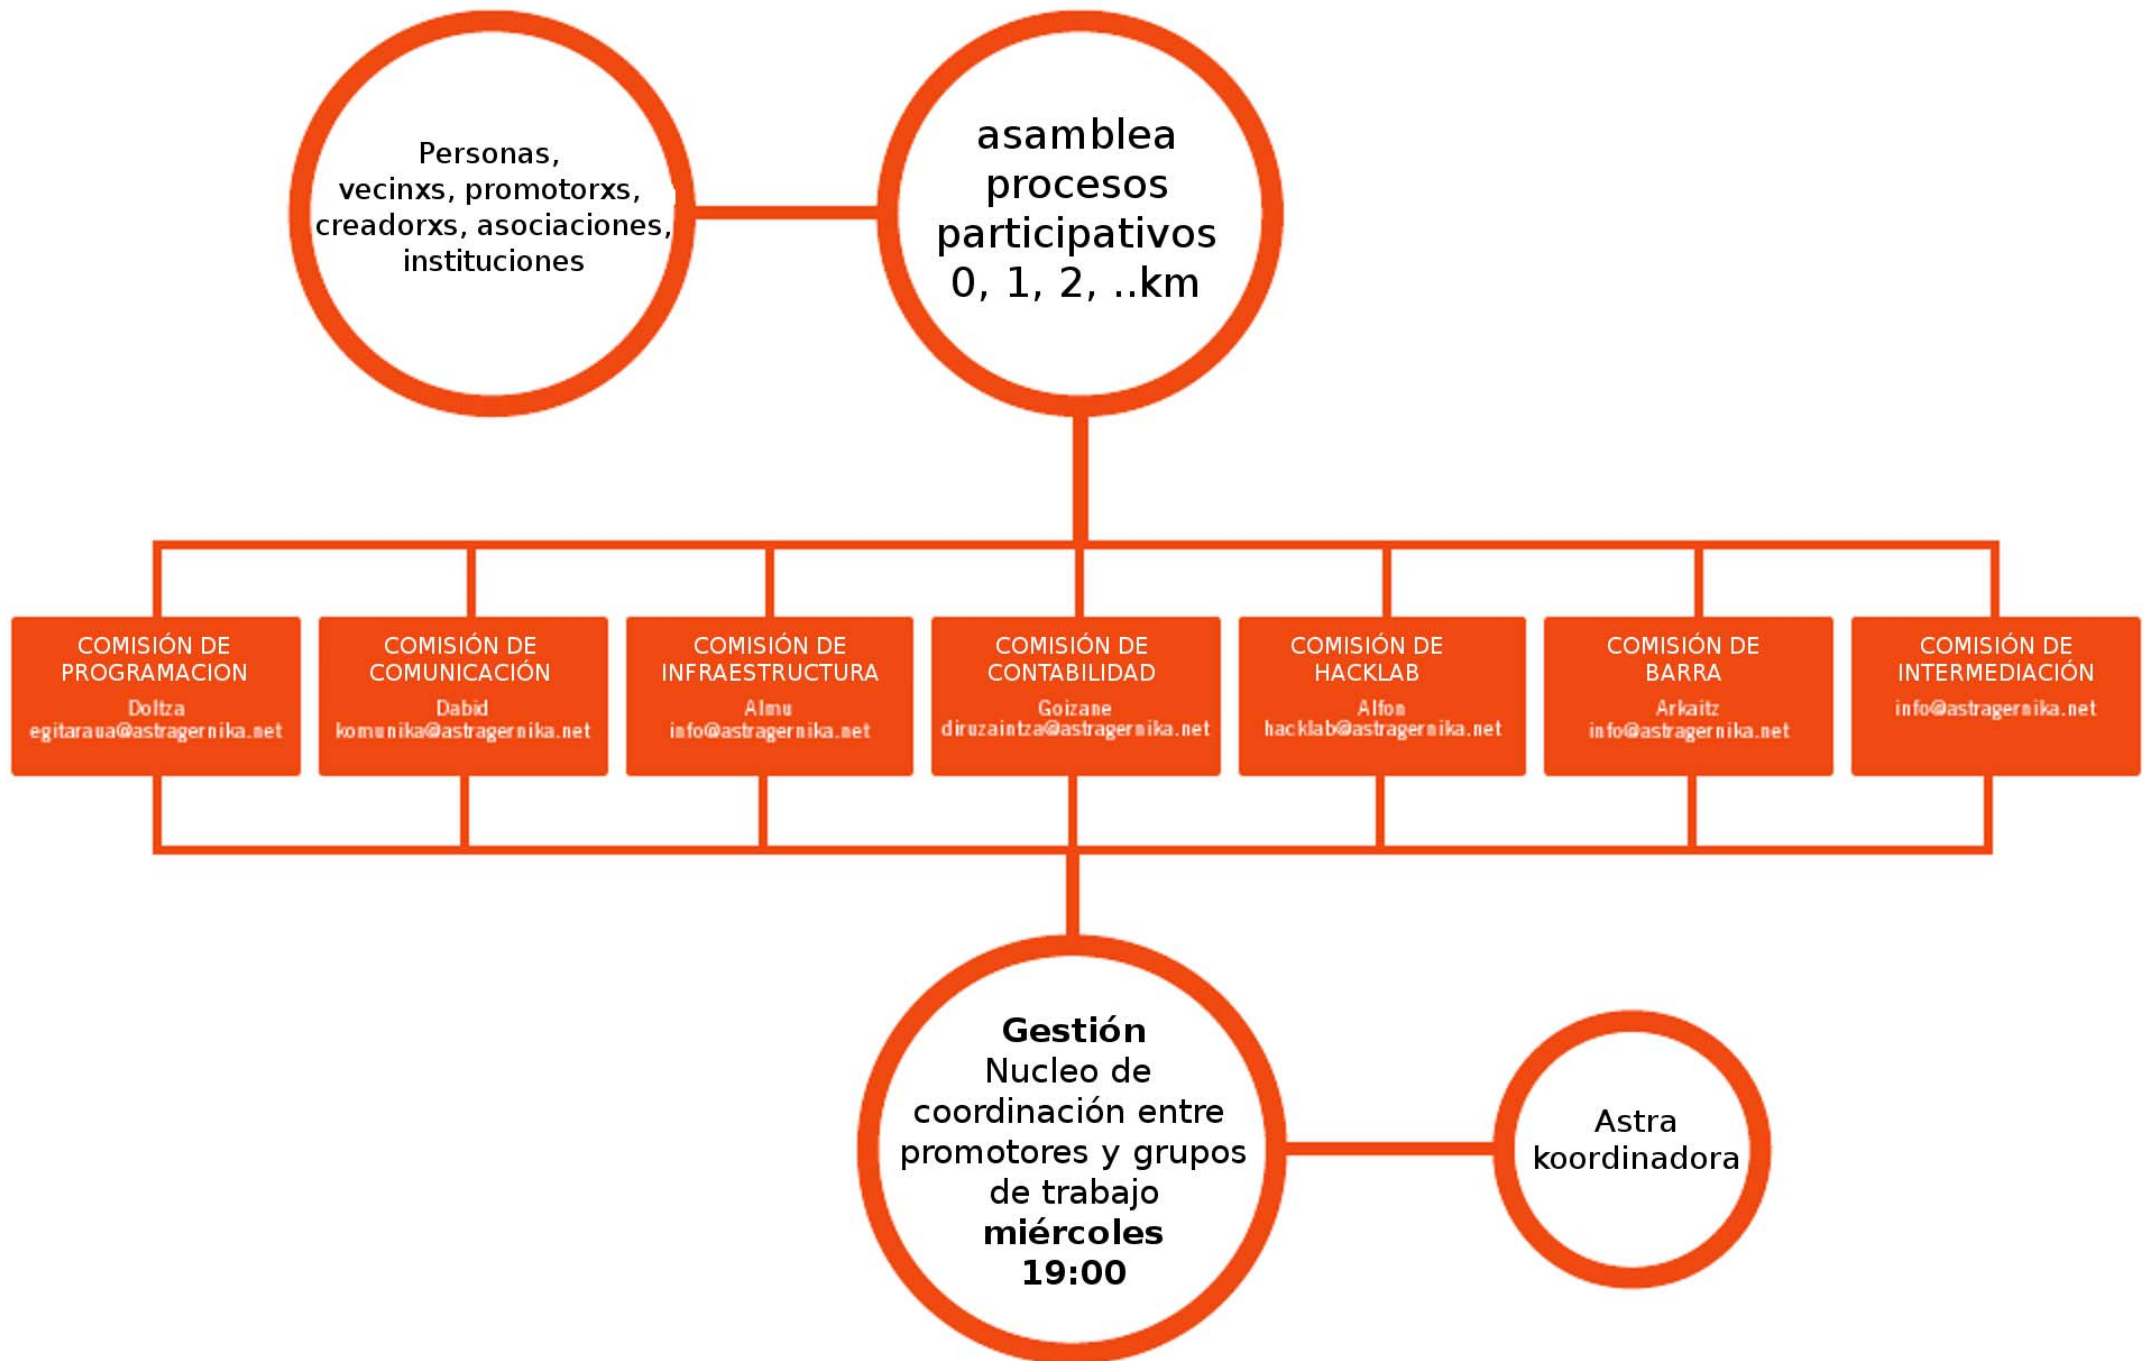 Personas,
vecinxs, promotorxs,
creadorxs, asociaciones,
instituciones
asamblea
procesos
participativos
0, 1, 2, ..km
COMISIÓN DE
PROGRAMACION
Doltza
egitaraua@astragernika.net
COMISIÓN DE
COMUNICACIÓN
Dabid
komunika@astragernika.net
COMISIÓN DE
INFRAESTRUCTURA
Almu
info@astragernika.net
COMISIÓN DE
CONTABILIDAD
Goizane
diruzaintza@astragernika.net
COMISIÓN DE
HACKLAB
Alfon
hacklab@astragernika.net
COMISIÓN DE
BARRA
Arkaitz
info@astragernika.net
COMISIÓN DE
INTERMEDIACIÓN
info@astragernika.net
Gestión
Nucleo de
coordinación entre
promotores y grupos
de trabajo
miércoles
19:00
Astra
koordinadora